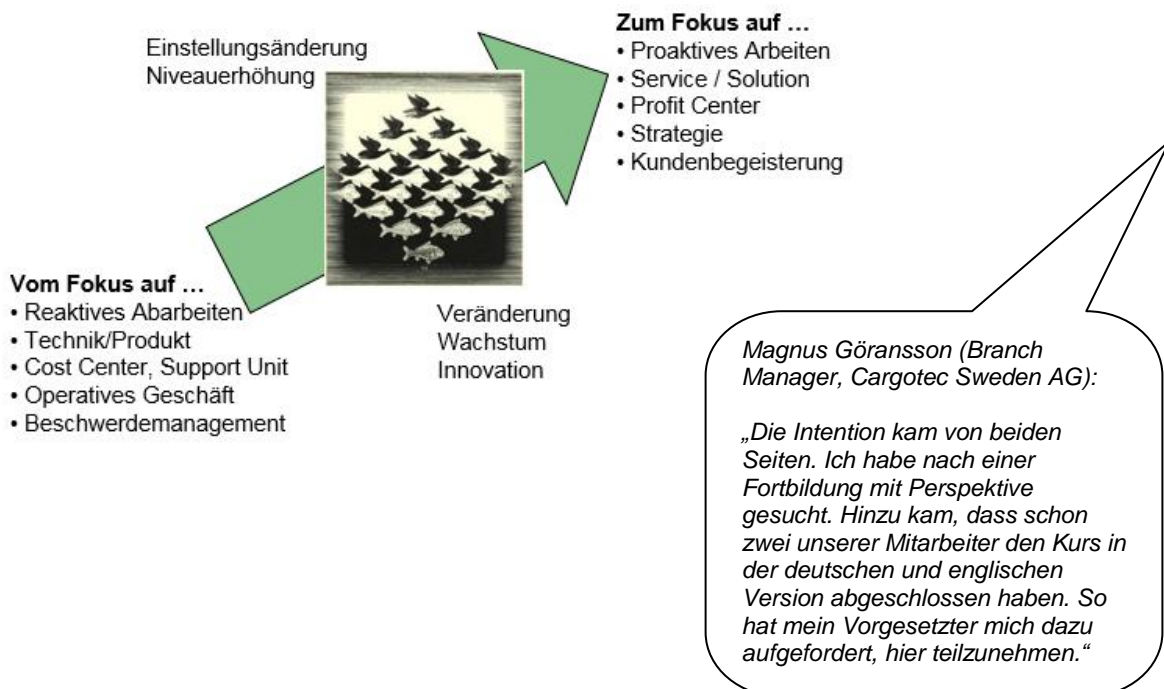 Einstellungsänderung
Niveauerhöhung
Zum Fokus auf ...
• Proaktives Arbeiten
• Service / Solution
• Profit Center
• Strategie
• Kundenbegeisterung
Vom Fokus auf ...
• Reaktives Abarbeiten
• Technik/Produkt
• Cost Center, Support Unit
• Operatives Geschäft
• Beschwerdemanagement
Veränderung
Wachstum
Innovation
Magnus Göransson (Branch
Manager, Cargotec Sweden AG):
„Die Intention kam von beiden
Seiten. Ich habe nach einer
Fortbildung mit Perspektive
gesucht. Hinzu kam, dass schon
zwei unserer Mitarbeiter den Kurs in
der deutschen und englischen
Version abgeschlossen haben. So
hat mein Vorgesetzter mich dazu
aufgefordert, hier teilzunehmen.“